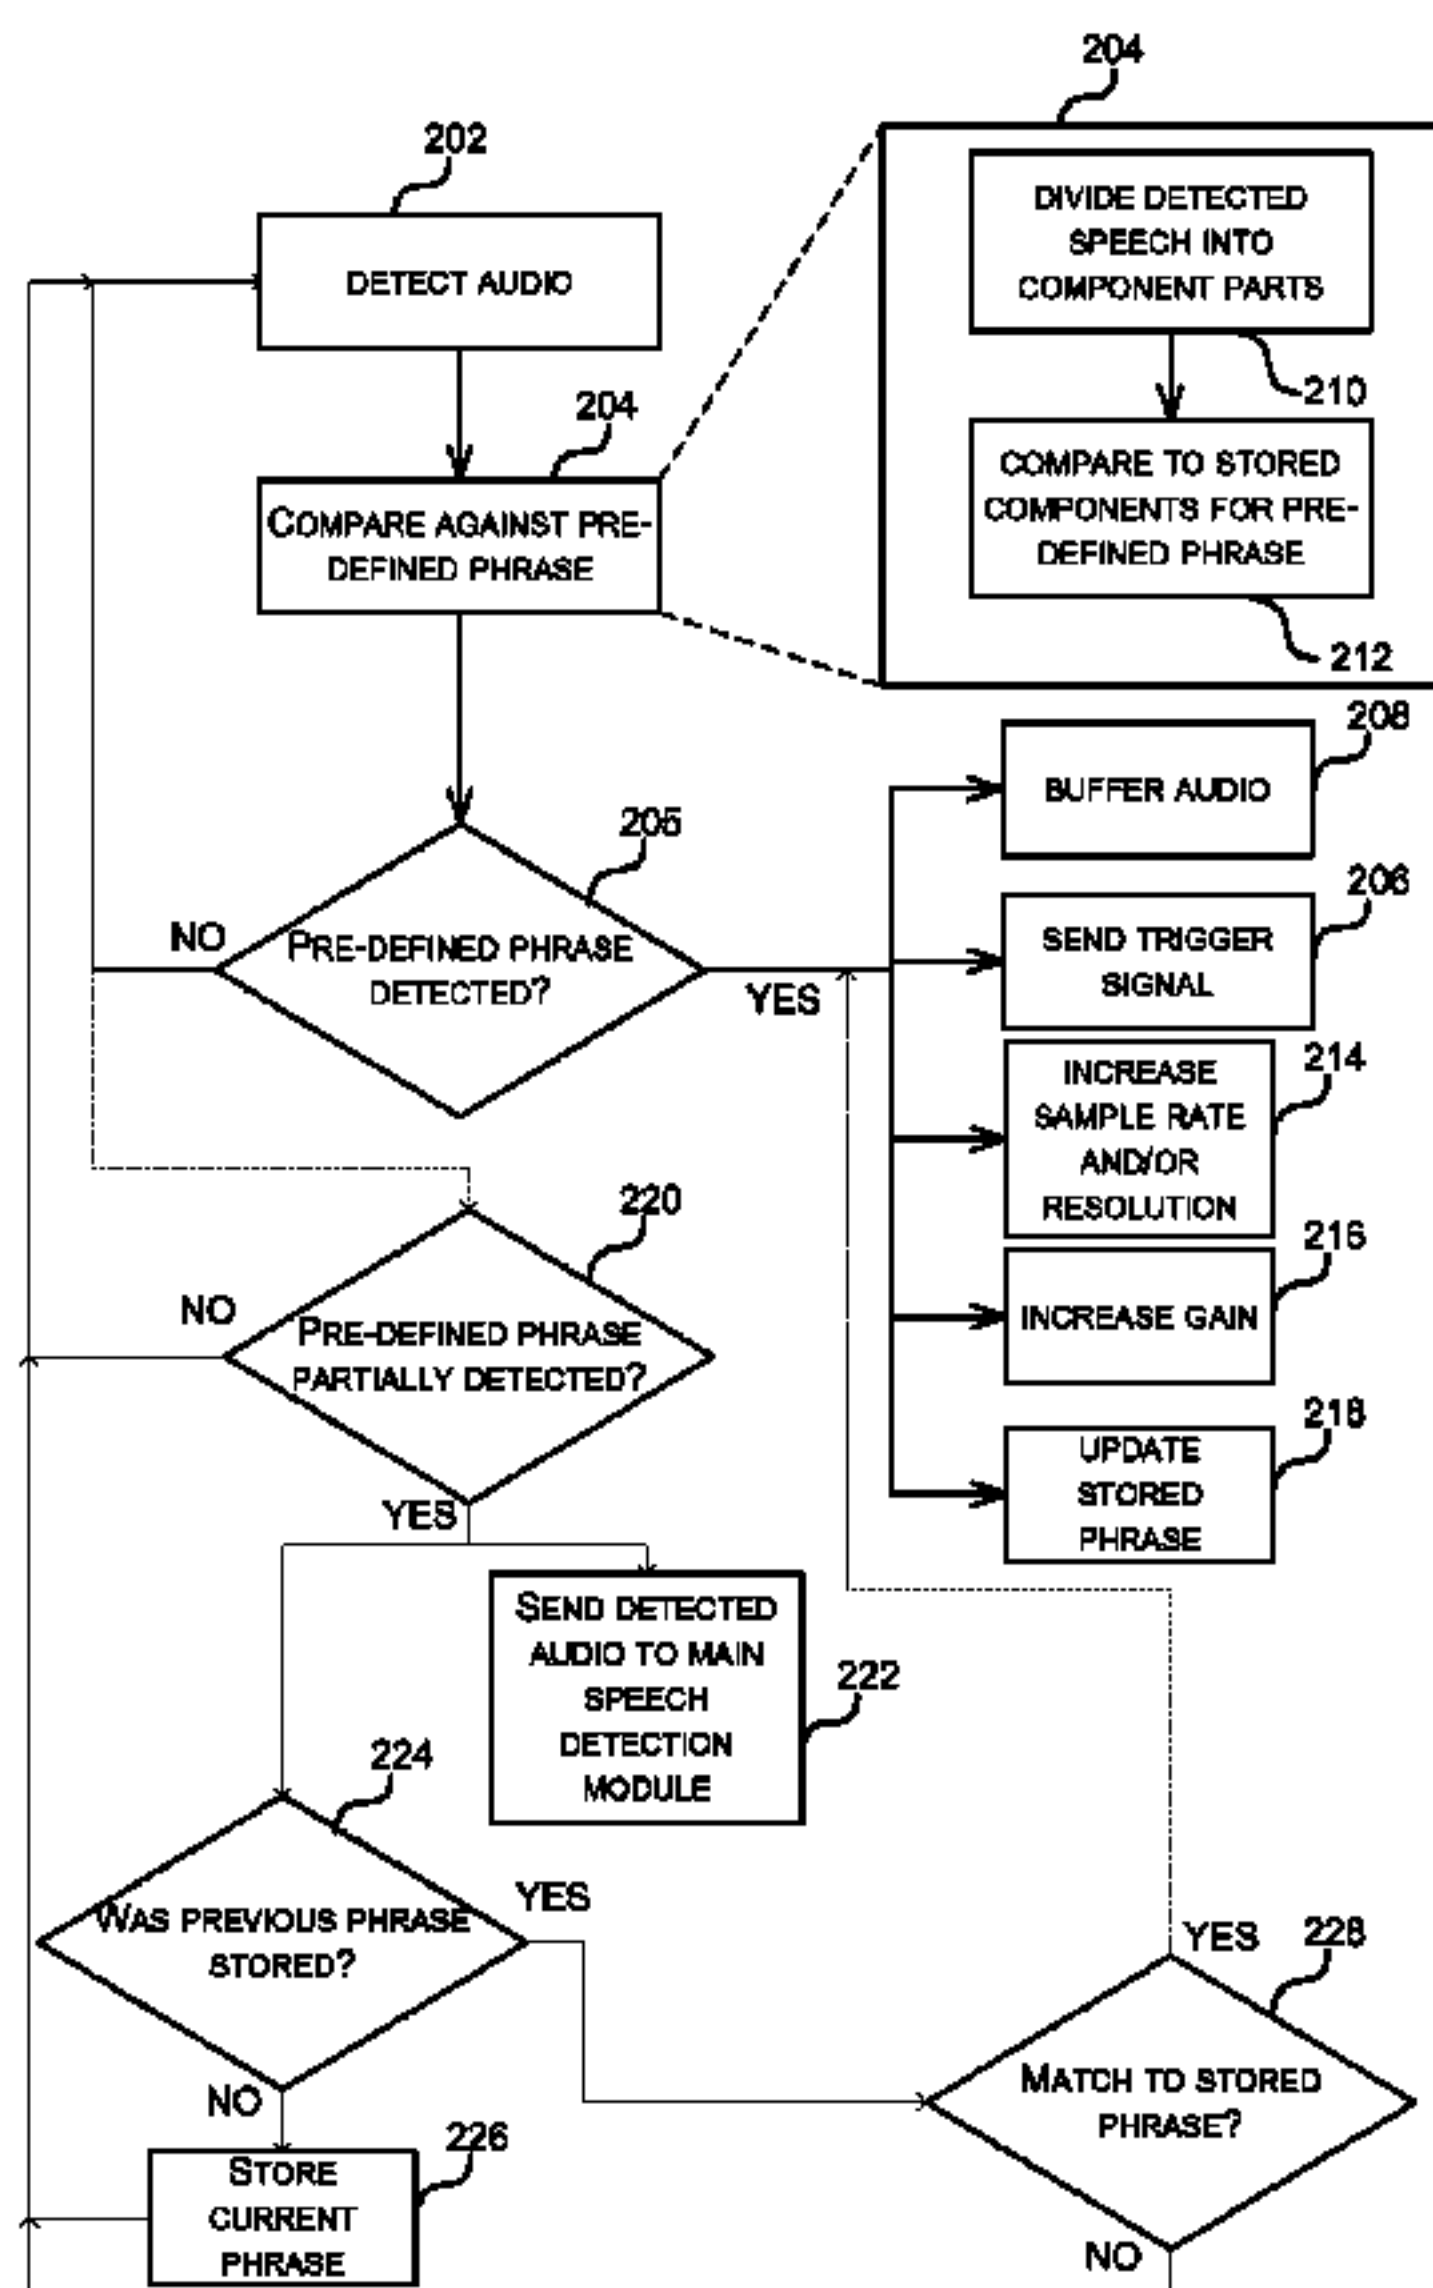 204
202
DIVIDE DETECTED
SPEECH INTO
COMPONENT PARTS
DETECT AUDIO
210
204
COMPARE TO STORED
COMPONENTS FOR PRE-
DEFINED PHRASE
COMPARE AGAINST PRE-
DEFINED PHRASE
212
208
BUFFER AUDIO
205
206
NO
PRE-DEFINED PHRASE
DETECTED?
YES
SEND TRIGGER
SIGNAL
214
INCREASE
SAMPLE RATE
AND/OR
RESOLUTION
220
216
NO
PRE-DEFINED PHRASE
PARTIALLY DETECTED?
INCREASE GAIN
218
YES
UPDATE
STORED
PHRASE
SEND DETECTED
AUDIO TO MAIN
SPEECH
DETECTION
MODULE
222
224
YES
WAS PREVIOUS PHRASE
STORED?
YES
228
NO
MATCH TO STORED
PHRASE?
226
STORE
CURRENT
PHRASE
NO